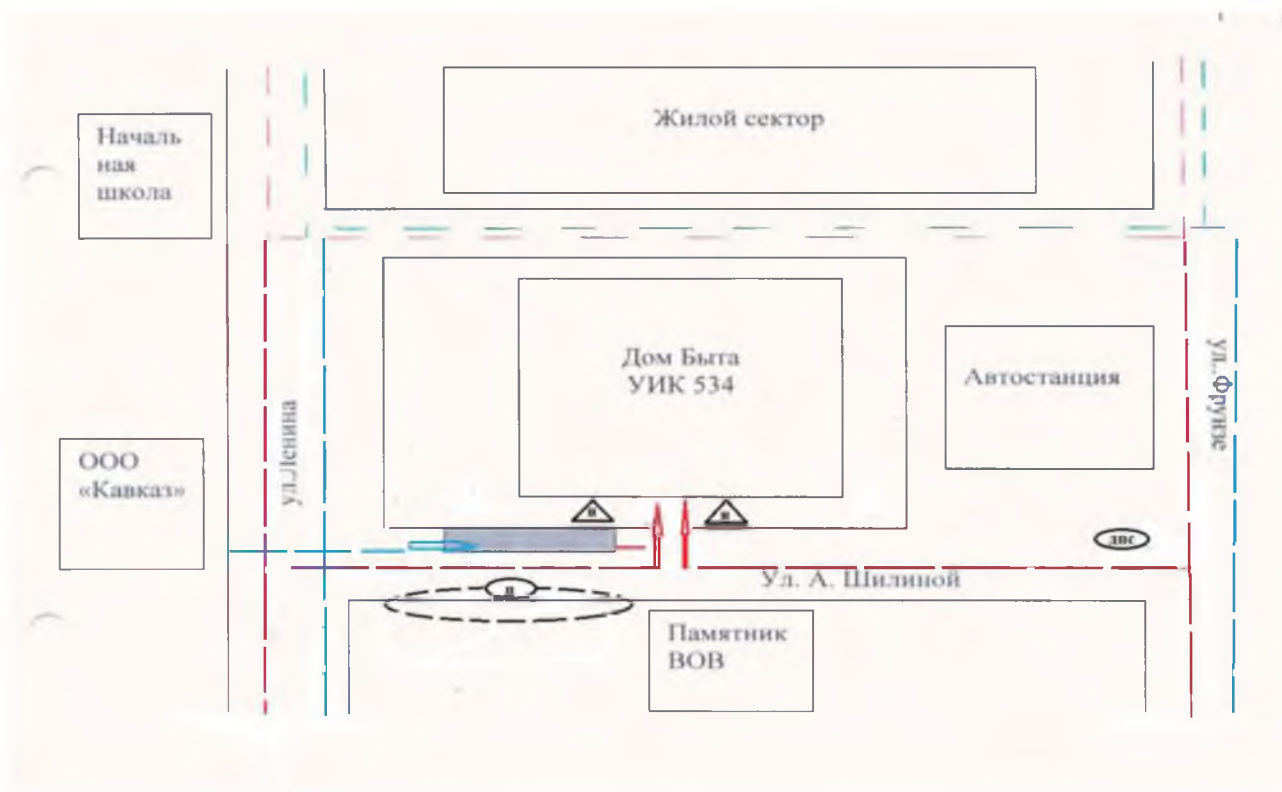 Жилой сектор
Началь
ная
школа
Дом Быта
УИК 534
Автостанция
ул..Фрунзе
ул.Ленина
ООО
«Кавказ»
Ул. А. Шилиной
Памятник
ВОВ